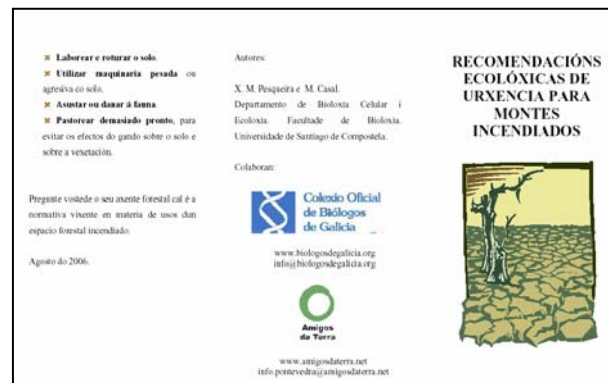 Laborear e roturar o solo.
Utilizar maquinaria pesada ou
agresiva co solo.
Asustar ou danar á fauna.
Pastorear demasiado pronto, para
evitar os efectos do gando sobre o solo e
sobre a vexetación.
Pregunte vostede o seu axente forestal cál é a
normativa vixente en materia de usos dun
espacio forestal incendiado.
Agosto do 2006.
Autores:
X. M. Pesqueira e M. Casal.
Departamento de Bioloxía Celular i
Ecoloxía. Facultade de Bioloxía.
Universidade de Santiago de Compostela.
Colaboran:
Colexio Oficial
de Biólogos
de Galicia
www.biologosdegalicia.org
info@biologosdegalicia.org
Amigos
da Terra
www.amigosdaterra.net
info.pontevedra@amigosdaterra.net
RECOMENDACIÓNS
ECOLÓXICAS DE
URXENCIA PARA
MONTES
INCENDIADOS